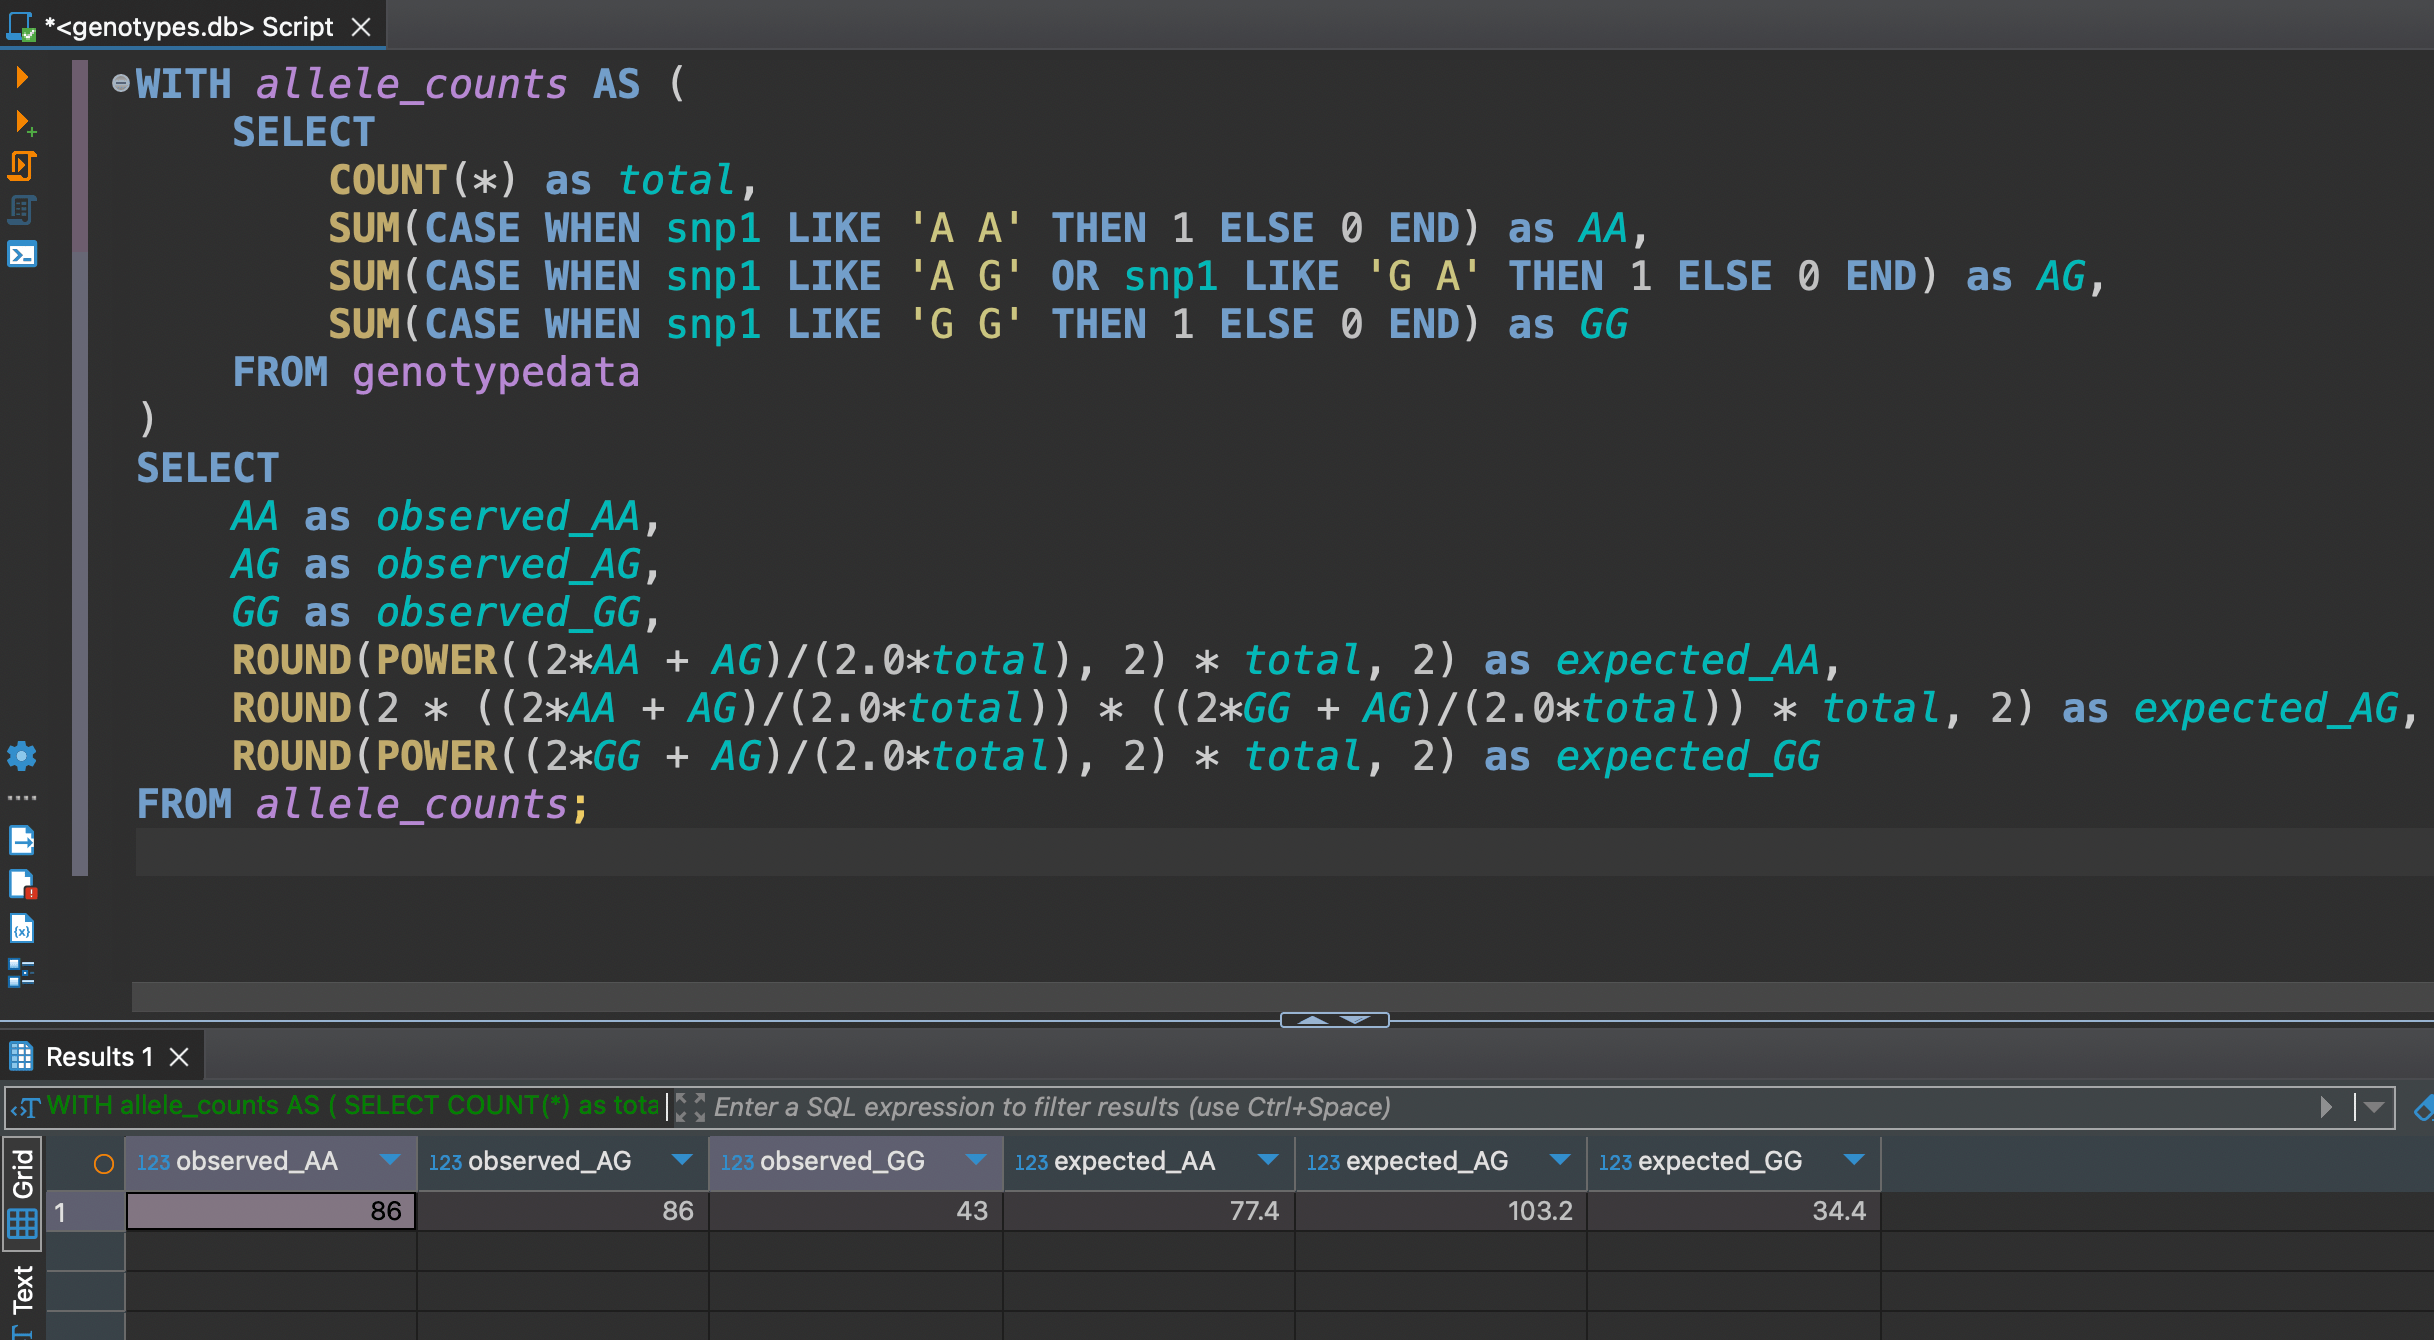 *<genotypes.db> Script
WITH allele_counts AS (
SELECT
COUNT(*) as total,
SUM(CASE WHEN snp1 LIKE 'A A' THEN 1 ELSE 0 END) as AA,
SUM(CASE WHEN snp1 LIKE 'A G' OR snp1 LIKE 'G A' THEN 1 ELSE 0 END) as AG,
SUM(CASE WHEN snp1 LIKE 'G G' THEN 1 ELSE 0 END) as GG
FROM genotypedata
)
SELECT
AA as observed_AA,
AG as observed_AG,
GG as observed_GG,
ROUND(POWER((2*AA + AG)/(2.0*total), 2) * total, 2) as expected_AA,
ROUND(2 * ((2*AA + AG)/(2.0*total)) * ((2*GG + AG)/(2.0*total)) * total, 2) as expected_AG,
ROUND(POWER((2*GG + AG)/(2.0*total), 2) * total, 2) as expected_GG
FROM allele_counts;
Results 1
WITH allele_counts AS ( SELECT COUNT(*) as tota Enter a SQL expression to filter results (use Ctrl+Space)
Grid
123 observed_AA 123 observed_AG 123 observed_GG 123 expected_AA 123 expected_AG 123 expected_GG
1 86 86 43 77.4 103.2 34.4
Text